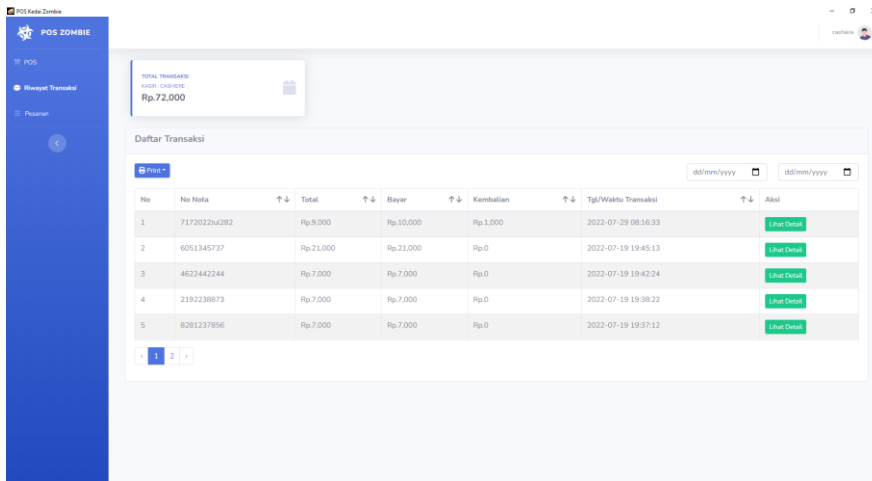 POS Kedai Zombie
POS ZOMBIE
cashiere
POS
Riwayat Transaksi
Pesanan
TOTAL TRANSAKSI
KASIR : CASHIERE
Rp.72,000
Daftar Transaksi
Print
dd/mm/yyyy dd/mm/yyyy
No No Nota Total Bayar Kembalian Tgl/Waktu Transaksi Aksi
1 7172022Jul282 Rp.9,000 Rp.10,000 Rp.1,000 2022-07-29 08:16:33 Lihat Detail
2 6051345737 Rp.21,000 Rp.21,000 Rp.0 2022-07-19 19:45:13 Lihat Detail
3 4622442244 Rp.7,000 Rp.7,000 Rp.0 2022-07-19 19:42:24 Lihat Detail
4 2192238873 Rp.7,000 Rp.7,000 Rp.0 2022-07-19 19:38:22 Lihat Detail
5 8281237856 Rp.7,000 Rp.7,000 Rp.0 2022-07-19 19:37:12 Lihat Detail
‹ 1 2 ›